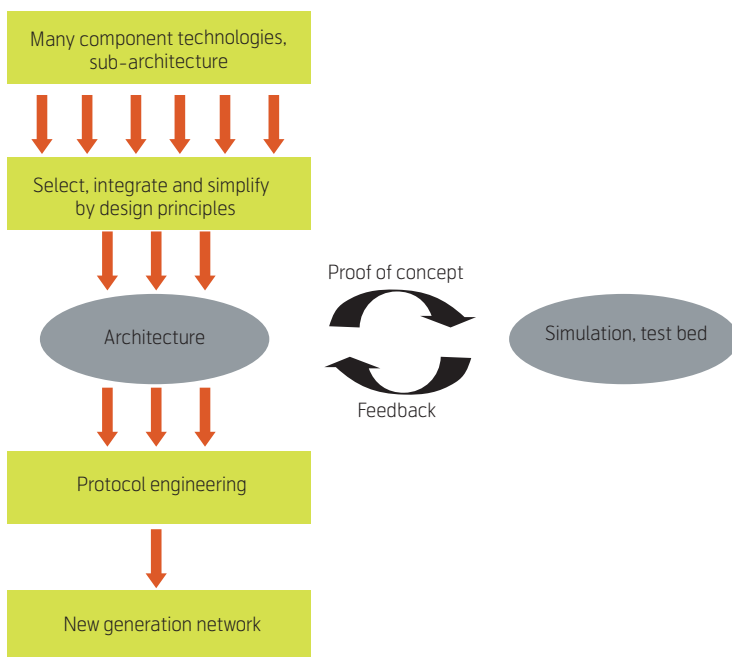 Many component technologies,
sub-architecture
Select, integrate and simplify
by design principles
Proof of concept
Architecture
Simulation, test bed
Feedback
Protocol engineering
New generation network